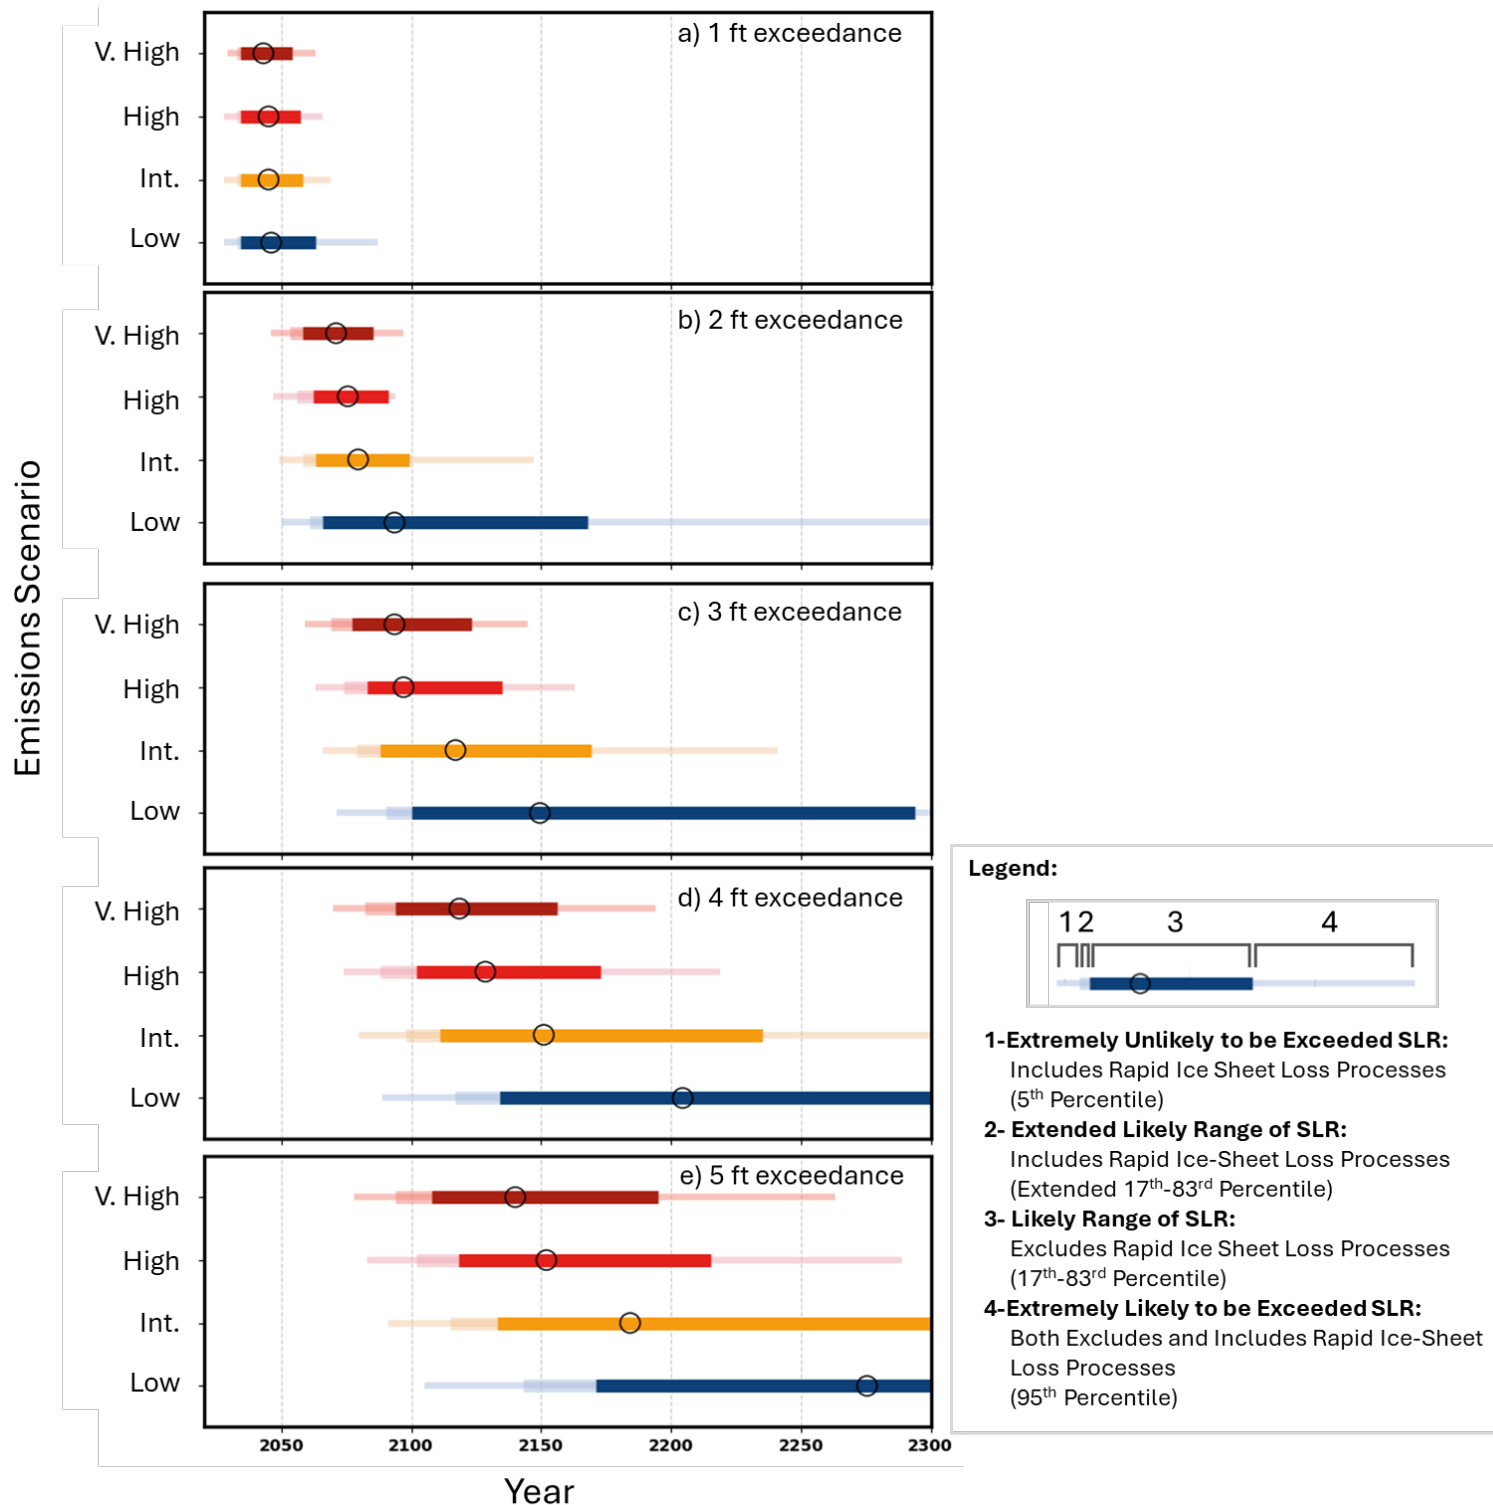 Emissions Scenario
a) 1 ft exceedance
V. High
High
Int.
Low
b) 2 ft exceedance
V. High
High
Int.
Low
c) 3 ft exceedance
V. High
High
Int.
Low
d) 4 ft exceedance
V. High
High
Int.
Low
e) 5 ft exceedance
V. High
High
Int.
Low
2050 2100 2150 2200 2250 2300
Year
Legend:
1 2 3 4
1-Extremely Unlikely to be Exceeded SLR:
Includes Rapid Ice Sheet Loss Processes
(5th Percentile)
2- Extended Likely Range of SLR:
Includes Rapid Ice-Sheet Loss Processes
(Extended 17th-83rd Percentile)
3- Likely Range of SLR:
Excludes Rapid Ice Sheet Loss Processes
(17th-83rd Percentile)
4-Extremely Likely to be Exceeded SLR:
Both Excludes and Includes Rapid Ice-Sheet
Loss Processes
(95th Percentile)